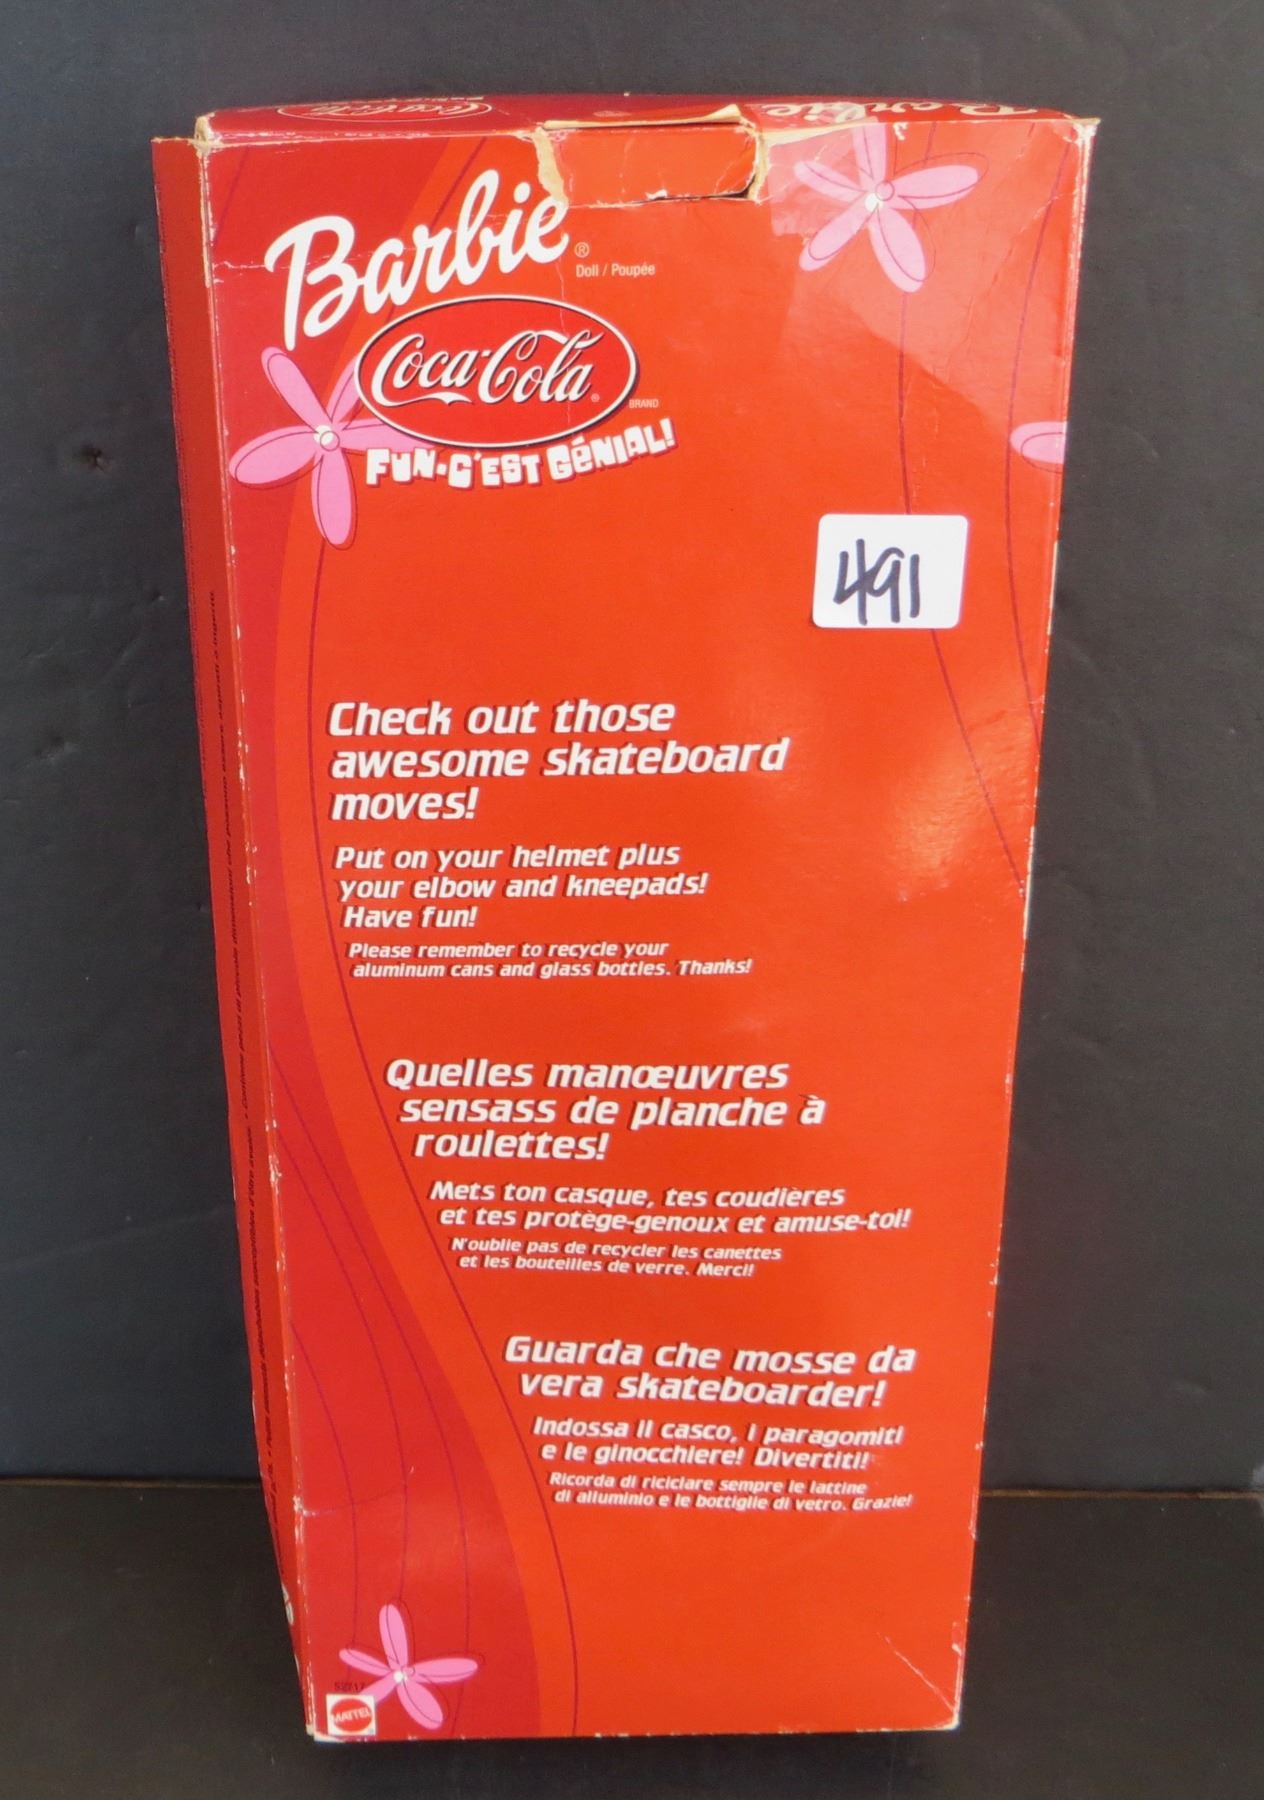 Coca-Cola
Barbie
Barbie®
Doll / Poupée
Coca-Cola®
BRAND
FUN•C'EST GÉNIAL!
491
Check out those
awesome skateboard
moves!
Put on your helmet plus
your elbow and kneepads!
Have fun!
Please remember to recycle your
aluminum cans and glass bottles. Thanks!
Quelles manœuvres
sensass de planche à
roulettes!
Mets ton casque, tes coudières
et tes protège-genoux et amuse-toi!
N'oublie pas de recycler les canettes
et les bouteilles de verre. Merci!
Guarda che mosse da
vera skateboarder!
Indossa il casco, i paragomiti
e le ginocchiere! Divertiti!
Ricorda di riciclare sempre le lattine
di alluminio e le bottiglie di vetro. Grazie!
52717
MATTEL